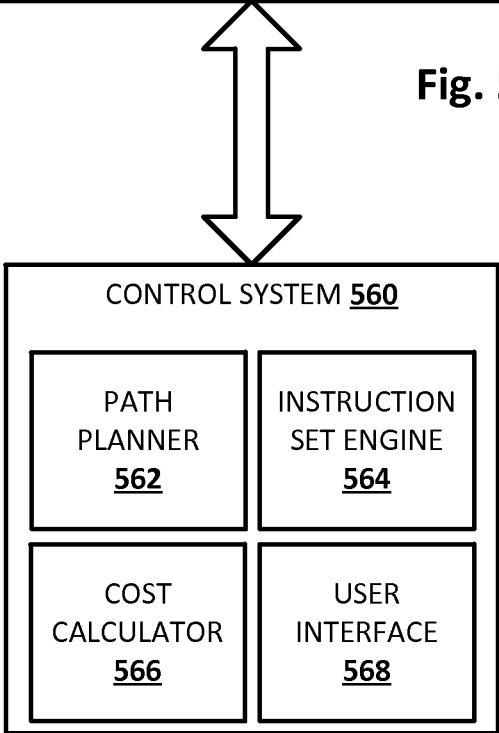 Fig.
CONTROL SYSTEM 560
PATH
PLANNER
562
INSTRUCTION
SET ENGINE
564
COST
CALCULATOR
566
USER
INTERFACE
568